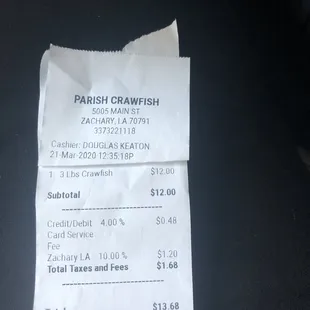 PARISH CRAWFISH
5005 MAIN ST
ZACHARY, LA 70791
3373221118
Cashier: DOUGLAS KEATON
21-Mar-2020 12:35:18P
1 3 Lbs Crawfish $12.00
Subtotal $12.00
Credit/Debit 4.00 % $0.48
Card Service
Fee
Zachary LA 10.00 % $1.20
Total Taxes and Fees $1.68
Total $13.68